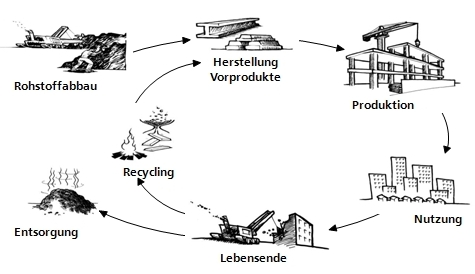 Rohstoffabbau
Herstellung
Vorprodukte
Produktion
Recycling
Nutzung
Entsorgung
Lebensende